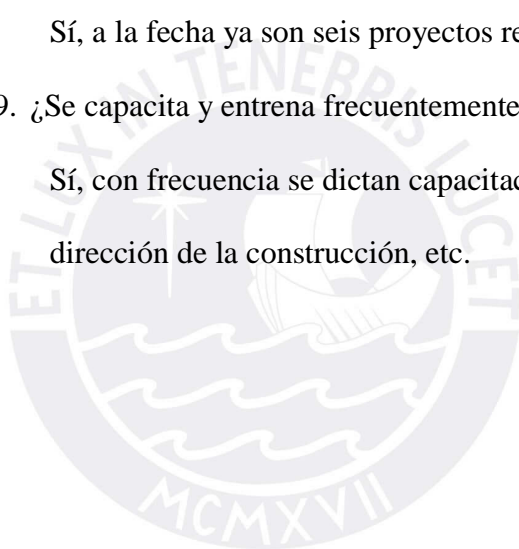 Sí, a la fecha ya son seis proyectos re
9. ¿Se capacita y entrena frecuentemente
Sí, con frecuencia se dictan capacitac
dirección de la construcción, etc.
ET LUX IN TENEBRIS LUCET
MCMXVII